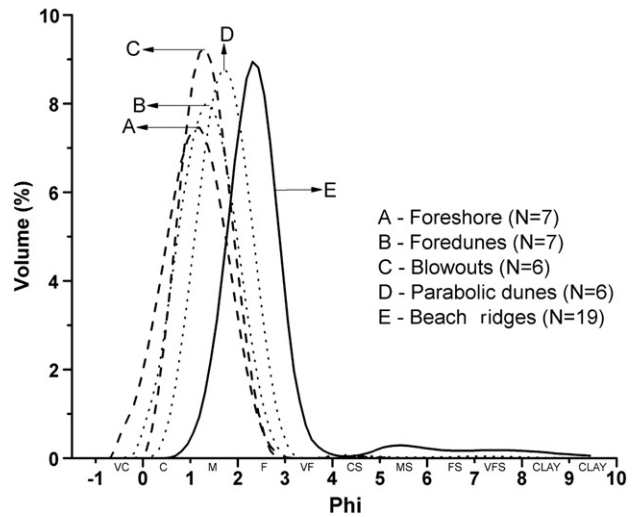 10
8
6
4
2
0
Volume (%)
C
D
B
A
E
A - Foreshore (N=7)
B - Foredunes (N=7)
C - Blowouts (N=6)
D - Parabolic dunes (N=6)
E - Beach ridges (N=19)
VC C M F VF CS MS FS VFS CLAY CLAY
-1 0 1 2 3 4 5 6 7 8 9 10
Phi